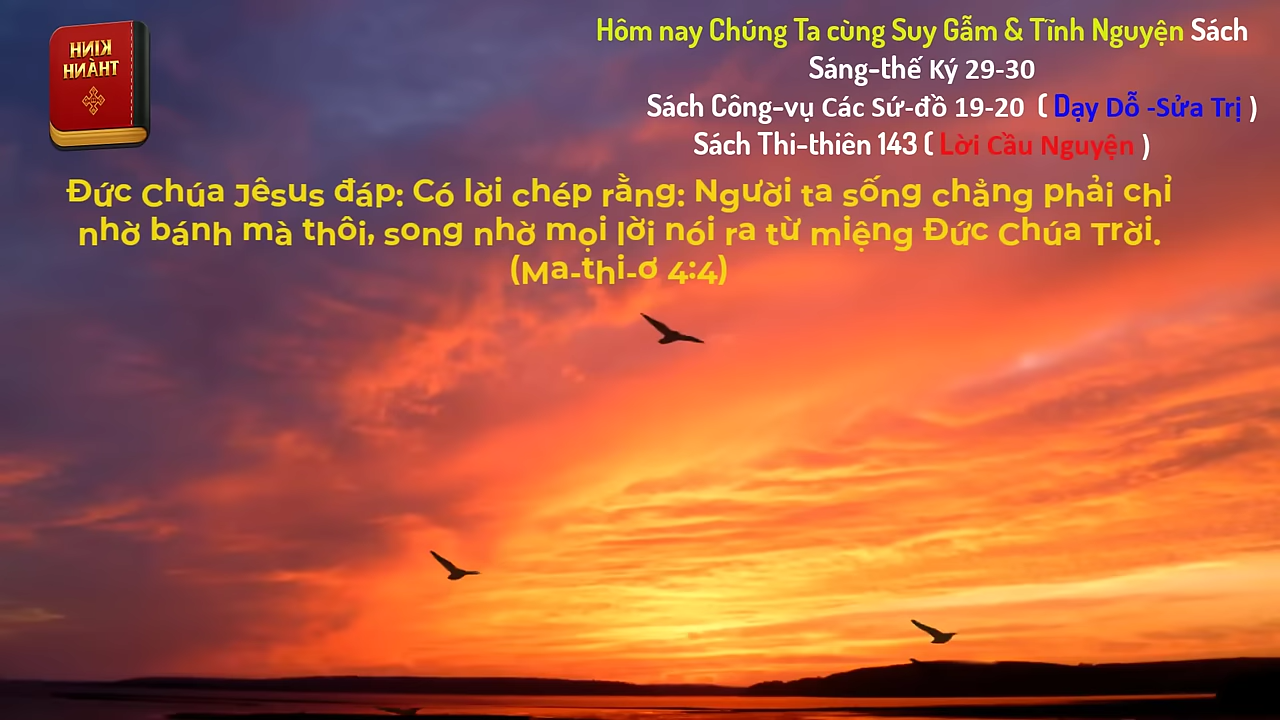 KINH
THÁNH
Hôm nay Chúng Ta cùng Suy Gẫm & Tĩnh Nguyện Sách
Sáng-thế Ký 29-30
Sách Công-vụ Các Sứ-đồ 19-20 ( Dạy Dỗ -Sửa Trị )
Sách Thi-thiên 143 ( Lời Cầu Nguyện )
Đức Chúa Jêsus đáp: Có lời chép rằng: Người ta sống chẳng phải chỉ
nhờ bánh mà thôi, song nhờ mọi lời nói ra từ miệng Đức Chúa Trời.
(Ma-thi-ơ 4:4)